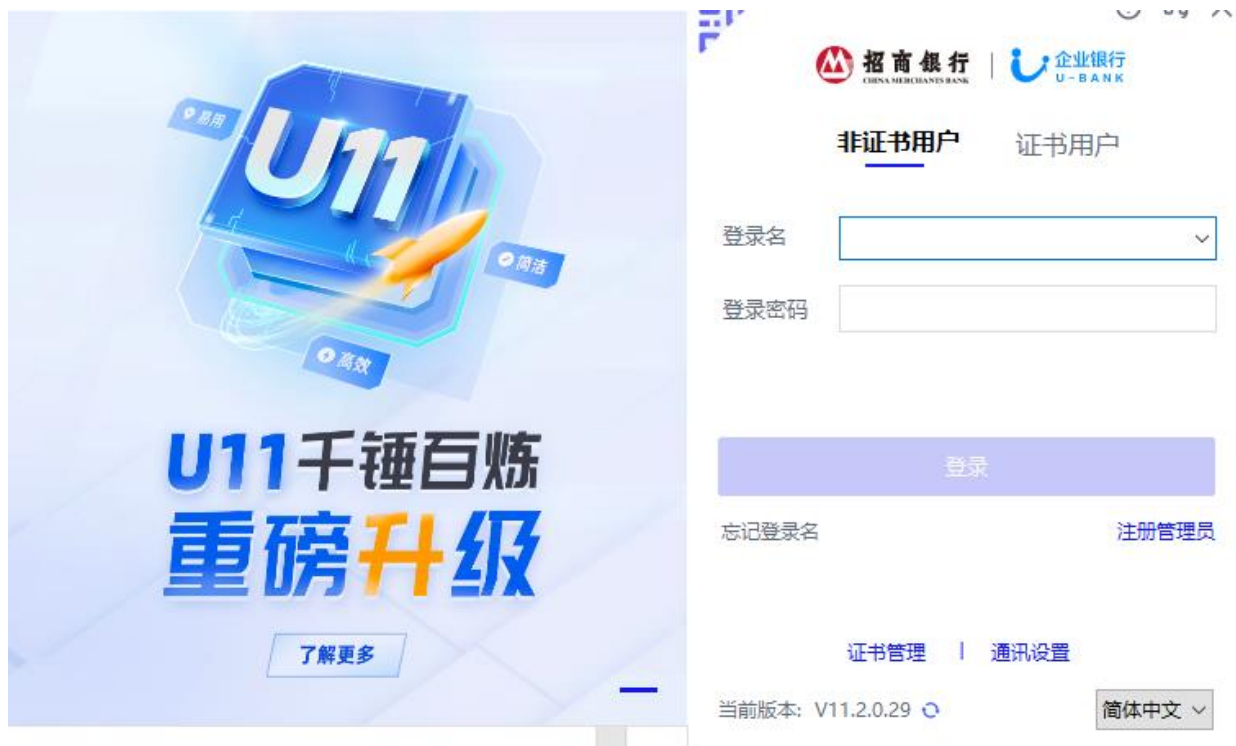 易用
U11
简洁
高效
U11千锤百炼
重磅升级
了解更多
招商银行
CHINA MERCHANTS BANK
企业银行
U-BANK
非证书用户
证书用户
登录名
登录密码
登录
忘记登录名
注册管理员
证书管理 | 通讯设置
当前版本: V11.2.0.29
简体中文